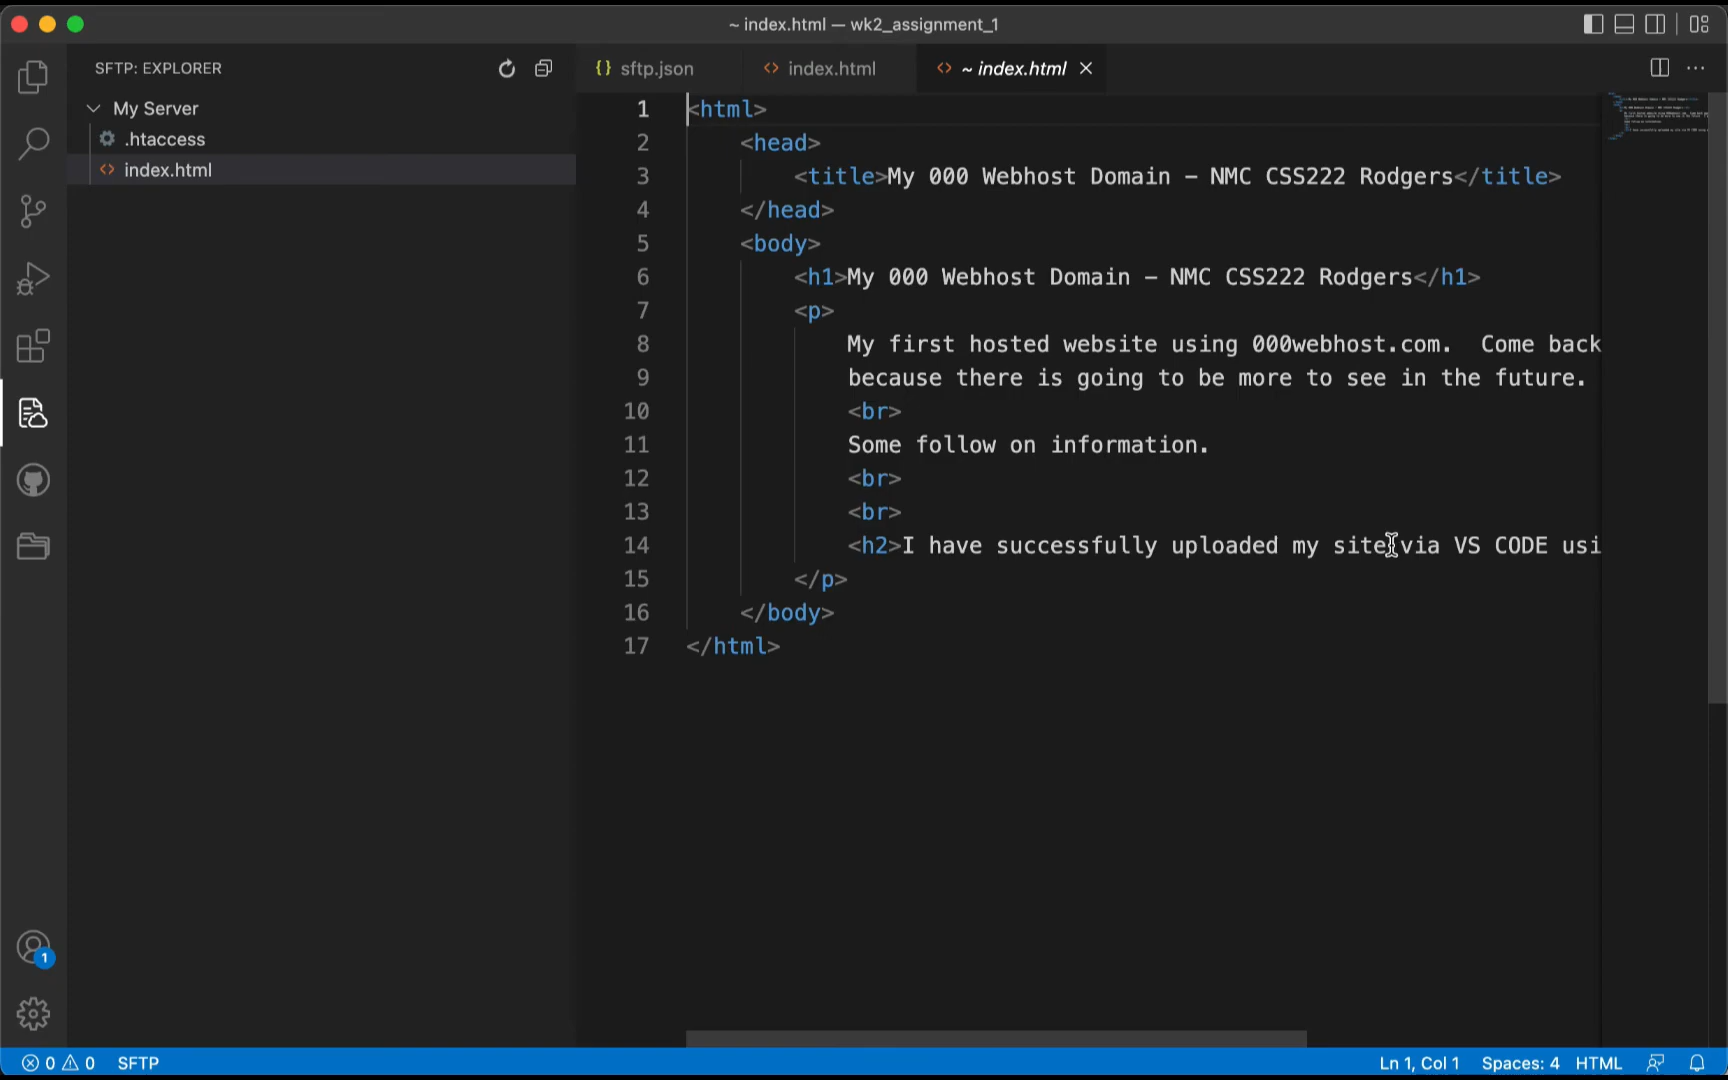 ~ index.html — wk2_assignment_1
SFTP: EXPLORER
My Server
.htaccess
index.html
{} sftp.json
<> index.html
<> ~ index.html
1 <html>
2 <head>
3 <title>My 000 Webhost Domain – NMC CSS222 Rodgers</title>
4 </head>
5 <body>
6 <h1>My 000 Webhost Domain – NMC CSS222 Rodgers</h1>
7 <p>
8 My first hosted website using 000webhost.com.  Come back
9 because there is going to be more to see in the future.
10 <br>
11 Some follow on information.
12 <br>
13 <br>
14 <h2>I have successfully uploaded my site via VS CODE usi
15 </p>
16 </body>
17 </html>
1
0 0 SFTP
Ln 1, Col 1 Spaces: 4 HTML